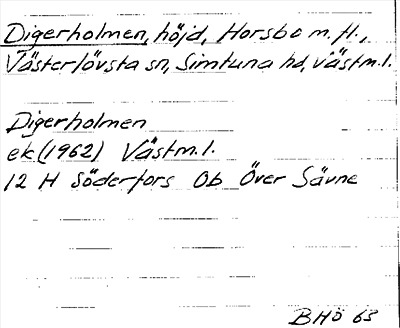 Digerholmen, höjd, Horsbo m.fl.,
Västerlövsta sn, Simtuna hd, västm.l.
Digerholmen
ek (1962) Västm.l.
12 H Söderfors Ob Över Sävne
BHö 63